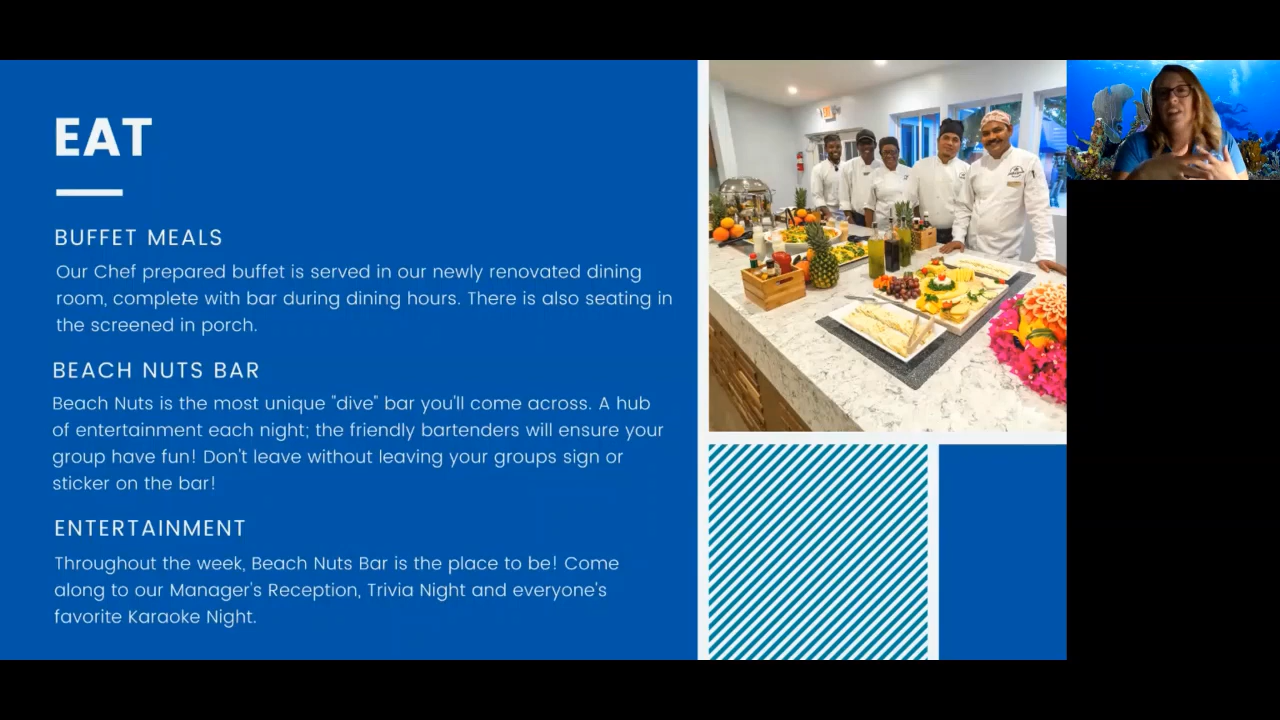 EAT
BUFFET MEALS
Our Chef prepared buffet is served in our newly renovated dining
room, complete with bar during dining hours. There is also seating in
the screened in porch.
BEACH NUTS BAR
Beach Nuts is the most unique "dive" bar you'll come across. A hub
of entertainment each night; the friendly bartenders will ensure your
group have fun! Don't leave without leaving your groups sign or
sticker on the bar!
ENTERTAINMENT
Throughout the week, Beach Nuts Bar is the place to be! Come
along to our Manager's Reception, Trivia Night and everyone's
favorite Karaoke Night.